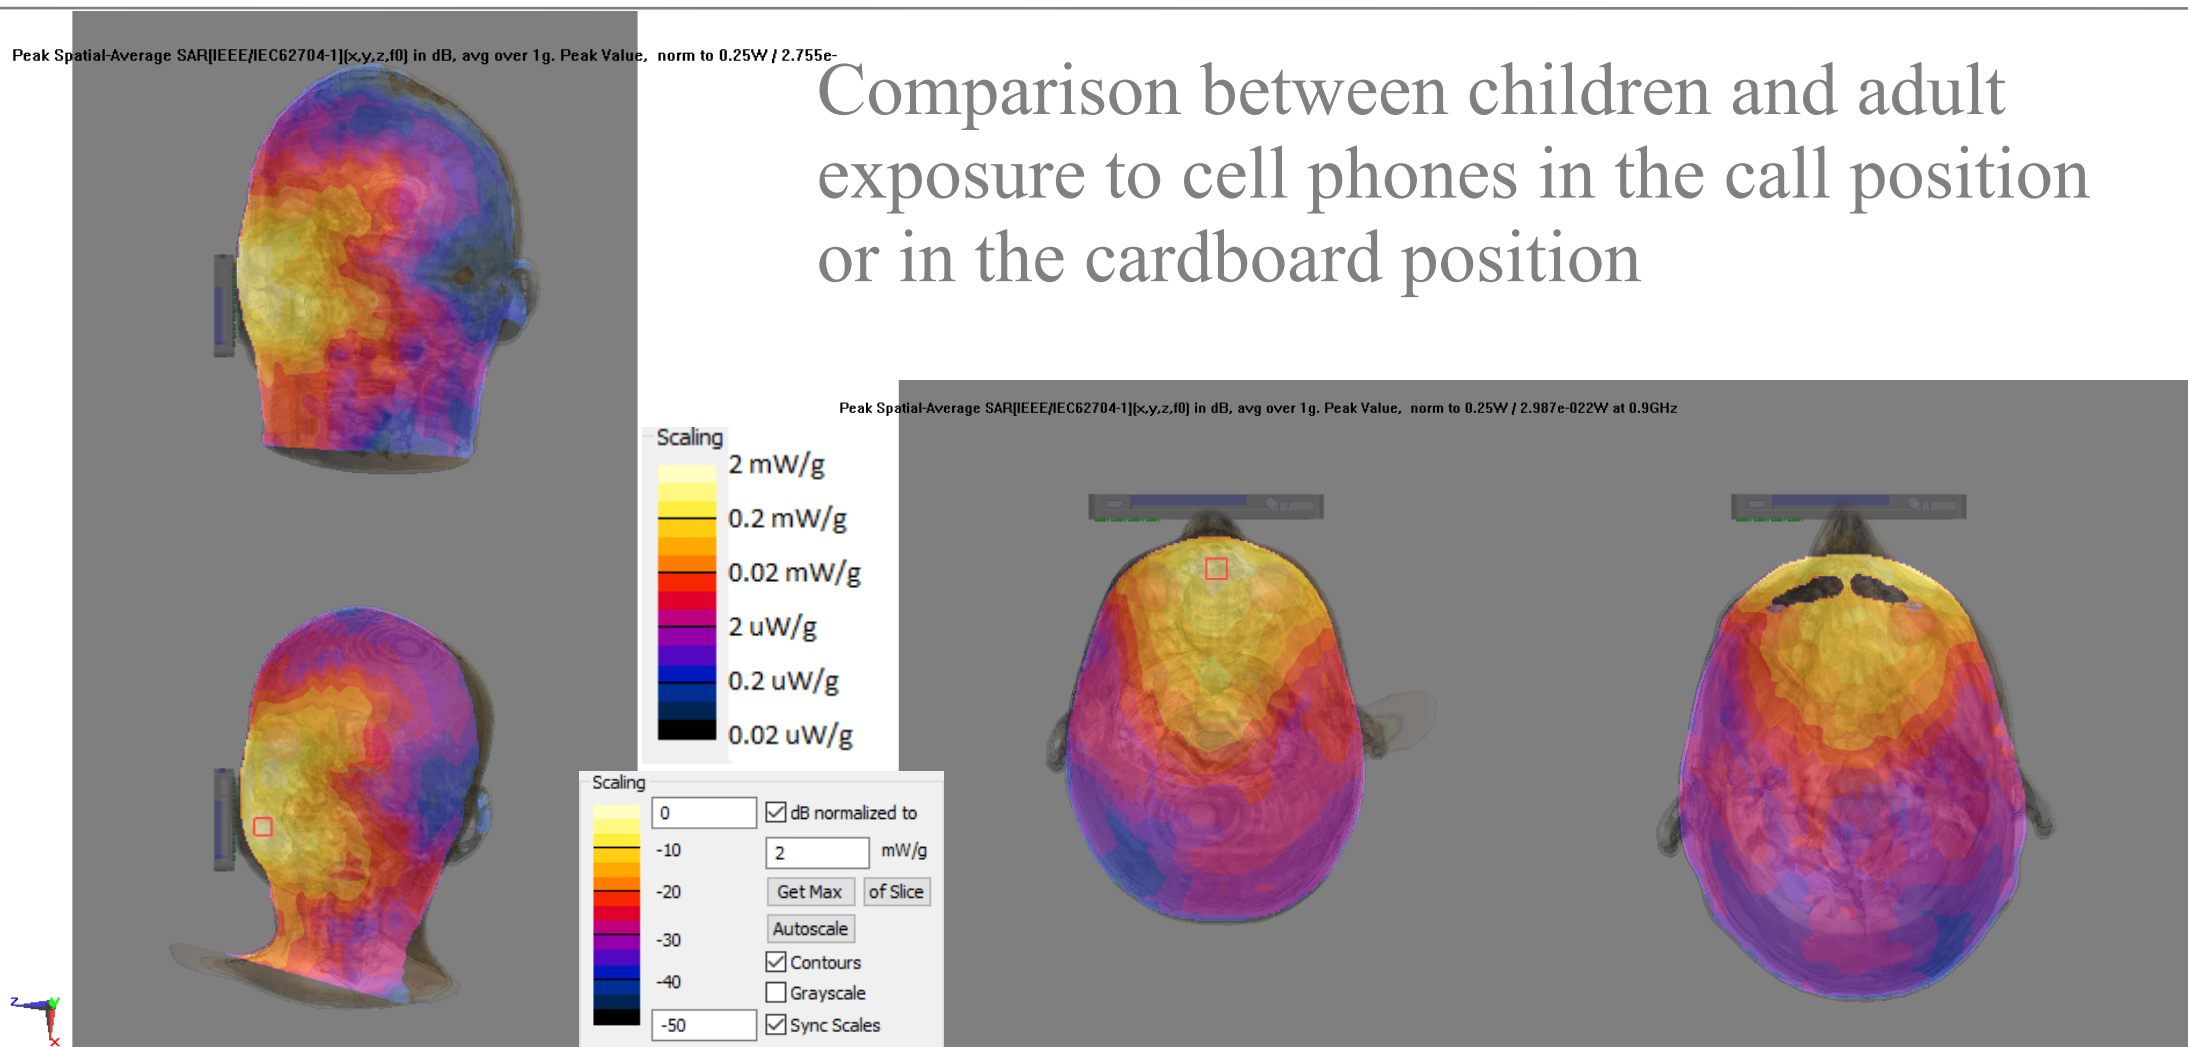 Peak Spatial-Average SAR[IEEE/IEC62704-1](x,y,z,f0) in dB, avg over 1g. Peak Value, norm to 0.25W / 2.755e-
Comparison between children and adult
exposure to cell phones in the call position
or in the cardboard position
Peak Spatial-Average SAR[IEEE/IEC62704-1](x,y,z,f0) in dB, avg over 1g. Peak Value, norm to 0.25W / 2.987e-022W at 0.9GHz
Scaling
2 mW/g
0.2 mW/g
0.02 mW/g
2 uW/g
0.2 uW/g
0.02 uW/g
Scaling
0
dB normalized to
-10
2
mW/g
-20
Get Max
of Slice
Autoscale
-30
Contours
-40
Grayscale
-50
Sync Scales
z
y
x